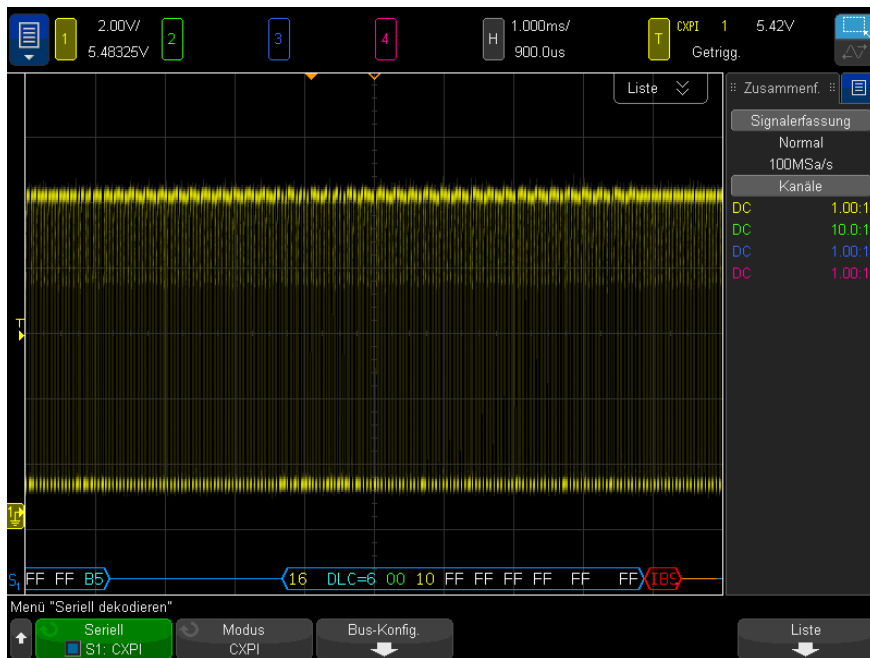 1 2.00V/ 5.48325V 2 3 4 H 1.000ms/ 900.0us T CXPI 1 5.42V Getrigg.
Liste
Zusammenf.
Signalerfassung
Normal
100MSa/s
Kanäle
DC 1.00:1
DC 10.0:1
DC 1.00:1
DC 1.00:1
T
1
S1 FF FF B5 16 DLC=6 00 10 FF FF FF FF FF FF IBS
Menü "Seriell dekodieren"
Seriell
S1: CXPI
Modus
CXPI
Bus-Konfig.
Liste